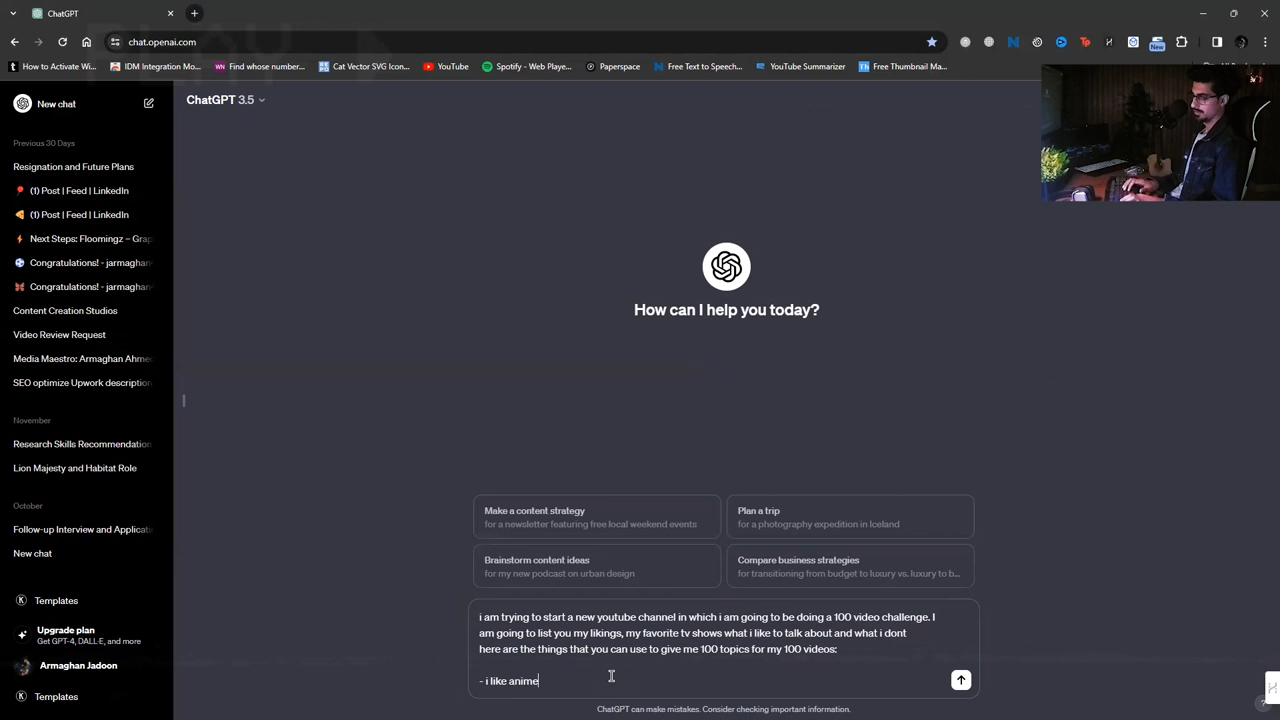 ChatGPT
chat.openai.com
New
How to Activate Wi...
IDM Integration Mo...
Find whose number...
Cat Vector SVG Icon...
YouTube
Spotify - Web Playe...
Paperspace
Free Text to Speech...
YouTube Summarizer
Free Thumbnail Ma...
New chat
ChatGPT 3.5
Previous 30 Days
Resignation and Future Plans
(1) Post | Feed | LinkedIn
(1) Post | Feed | LinkedIn
Next Steps: Floomingz – Grap
Congratulations! - jarmaghan
Congratulations! - jarmaghan
Content Creation Studios
Video Review Request
Media Maestro: Armaghan Ahmed
SEO optimize Upwork description
November
Research Skills Recommendation
Lion Majesty and Habitat Role
October
Follow-up Interview and Applicati
New chat
Templates
Upgrade plan
Get GPT-4, DALL·E, and more
Armaghan Jadoon
Templates
How can I help you today?
Make a content strategy
for a newsletter featuring free local weekend events
Plan a trip
for a photography expedition in Iceland
Brainstorm content ideas
for my new podcast on urban design
Compare business strategies
for transitioning from budget to luxury vs. luxury to b...
i am trying to start a new youtube channel in which i am going to be doing a 100 video challenge. I
am going to list you my likings, my favorite tv shows what i like to talk about and what i dont
here are the things that you can use to give me 100 topics for my 100 videos:
- i like anime
ChatGPT can make mistakes. Consider checking important information.